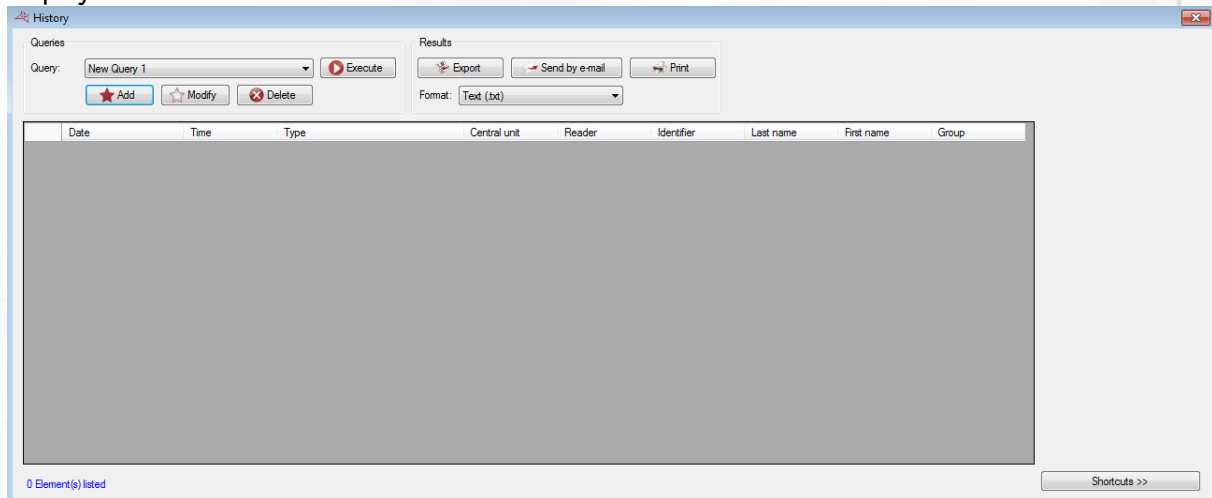 History
Queries
Query: New Query 1 Execute
Add Modify Delete
Results
Export Send by e-mail Print
Format: Text (.txt)
Date Time Type Central unit Reader Identifier Last name First name Group
0 Element(s) listed
Shortcuts >>